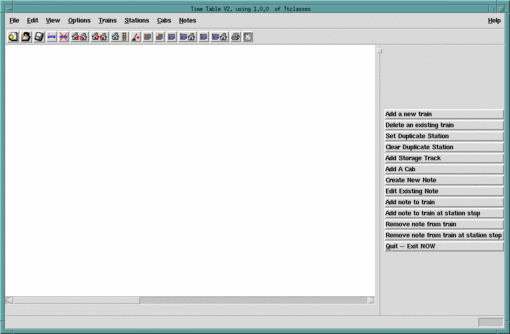 Time Table V2, using 1.0.0 of Ttclasses
File Edit View Options Trains Stations Cabs Notes Help
Add a new train
Delete an existing train
Set Duplicate Station
Clear Duplicate Station
Add Storage Track
Add A Cab
Create New Note
Edit Existing Note
Add note to train
Add note to train at station stop
Remove note from train
Remove note from train at station stop
Quit -- Exit NOW